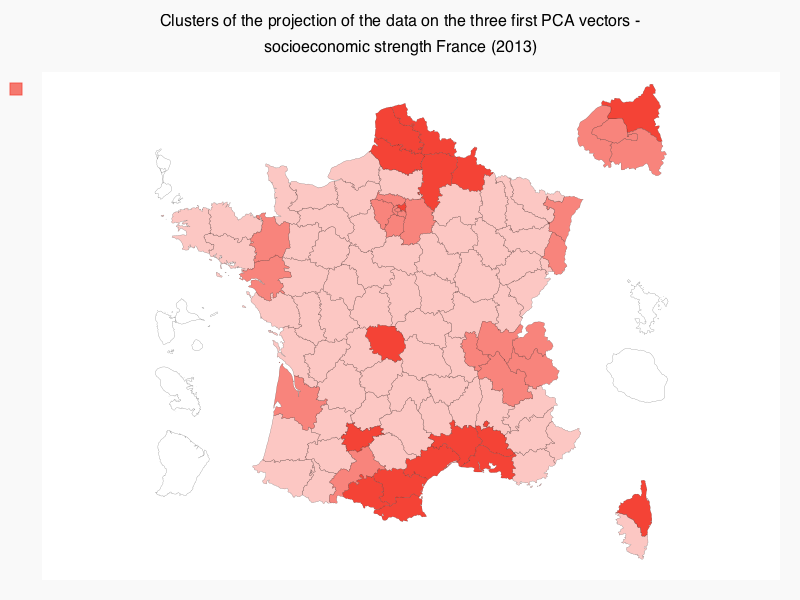 Clusters of the projection of the data on the three first PCA vectors -
socioeconomic strength France (2013)